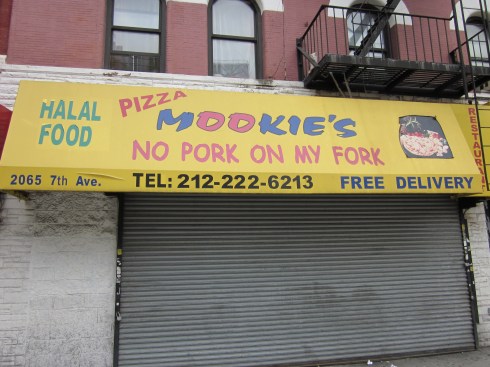 HALAL FOOD
PIZZA
MOOKIE'S
NO PORK ON MY FORK
2065 7th Ave. TEL: 212-222-6213 FREE DELIVERY
RESTAURANT